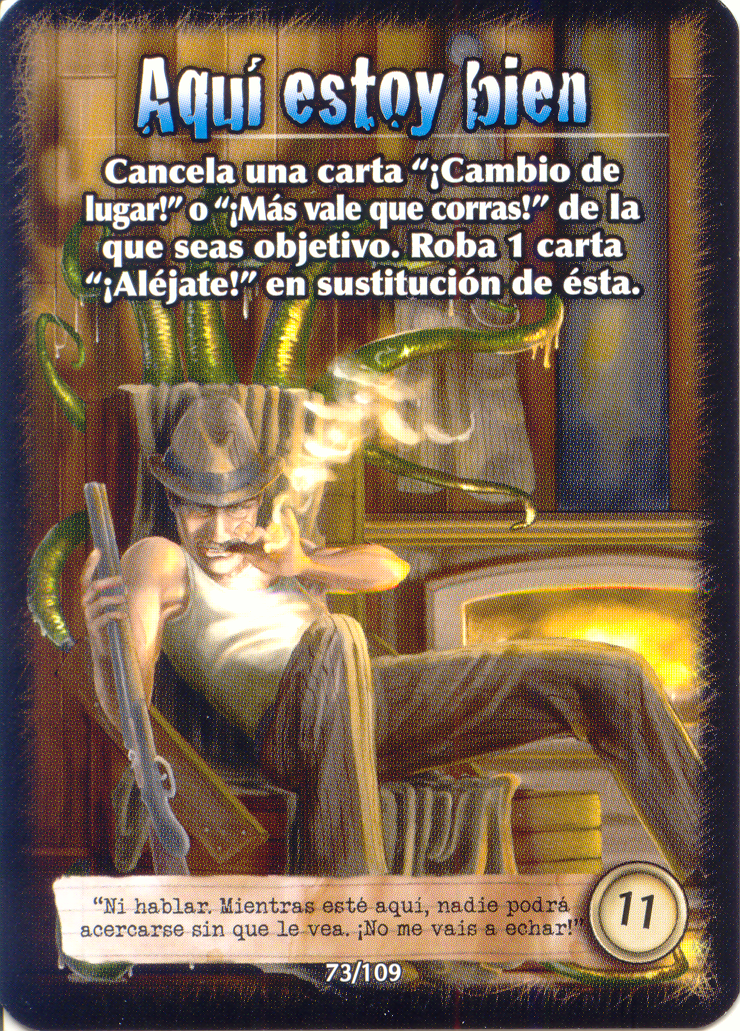 Aquí estoy bien
Cancela una carta “¡Cambio de
lugar!” o “¡Más vale que corras!” de la
que seas objetivo. Roba 1 carta
“¡Aléjate!” en sustitución de ésta.
“Ni hablar. Mientras esté aquí, nadie podrá
acercarse sin que le vea. ¡No me vais a echar!”
11
73/109